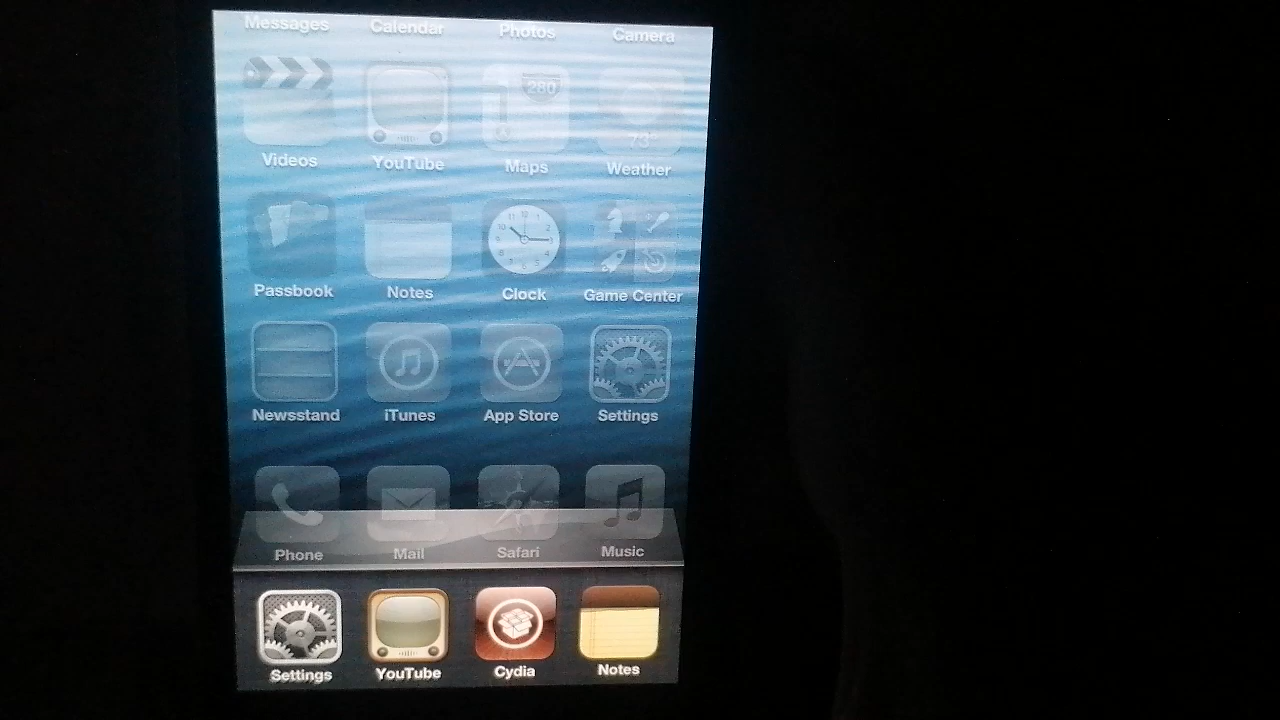 Messages Calendar Photos Camera
280
73°
Videos YouTube Maps Weather
Passbook Notes Clock Game Center
Newsstand iTunes App Store Settings
Phone Mail Safari Music
Settings YouTube Cydia Notes